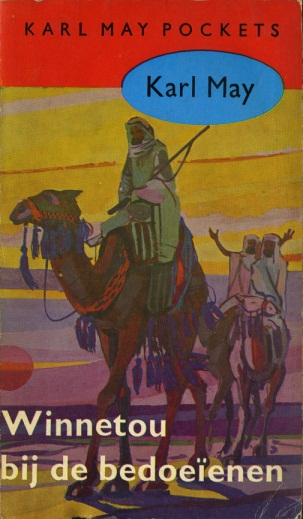 KARL MAY POCKETS
Karl May
Winnetou
bij de bedoeïenen